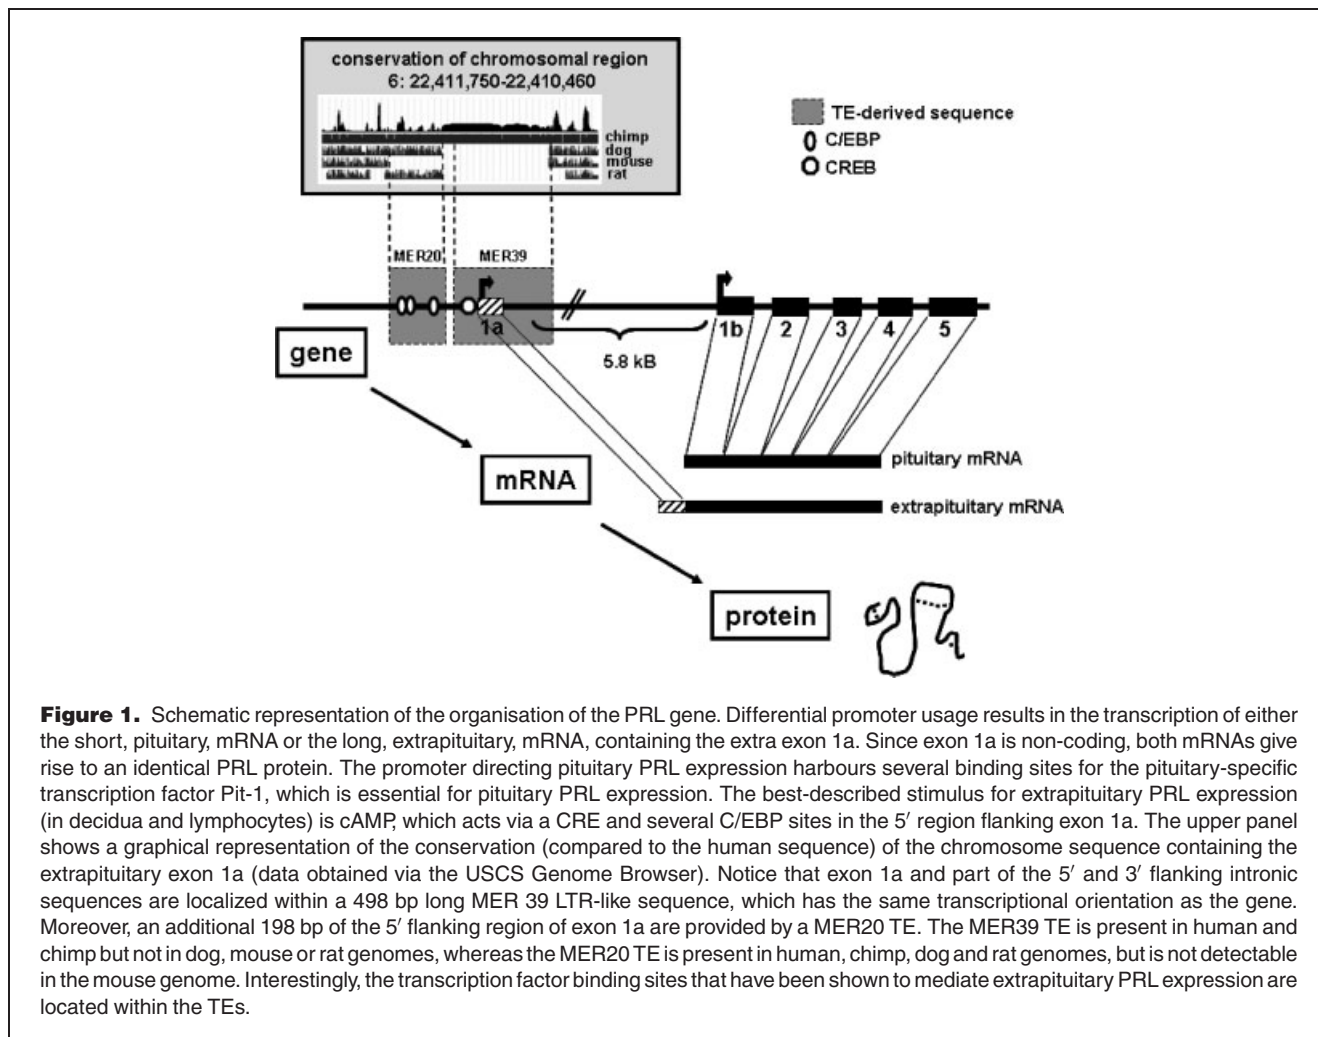 conservation of chromosomal region
6: 22,411,750-22,410,460
chimp
dog
mouse
rat
TE-derived sequence
C/EBP
CREB
MER20
MER39
1a
1b
2
3
4
5
5.8 kB
gene
mRNA
pituitary mRNA
extrapituitary mRNA
protein
Figure 1. Schematic representation of the organisation of the PRL gene. Differential promoter usage results in the transcription of either
the short, pituitary, mRNA or the long, extrapituitary, mRNA, containing the extra exon 1a. Since exon 1a is non-coding, both mRNAs give
rise to an identical PRL protein. The promoter directing pituitary PRL expression harbours several binding sites for the pituitary-specific
transcription factor Pit-1, which is essential for pituitary PRL expression. The best-described stimulus for extrapituitary PRL expression
(in decidua and lymphocytes) is cAMP, which acts via a CRE and several C/EBP sites in the 5′ region flanking exon 1a. The upper panel
shows a graphical representation of the conservation (compared to the human sequence) of the chromosome sequence containing the
extrapituitary exon 1a (data obtained via the USCS Genome Browser). Notice that exon 1a and part of the 5′ and 3′ flanking intronic
sequences are localized within a 498 bp long MER 39 LTR-like sequence, which has the same transcriptional orientation as the gene.
Moreover, an additional 198 bp of the 5′ flanking region of exon 1a are provided by a MER20 TE. The MER39 TE is present in human and
chimp but not in dog, mouse or rat genomes, whereas the MER20 TE is present in human, chimp, dog and rat genomes, but is not detectable
in the mouse genome. Interestingly, the transcription factor binding sites that have been shown to mediate extrapituitary PRL expression are
located within the TEs.